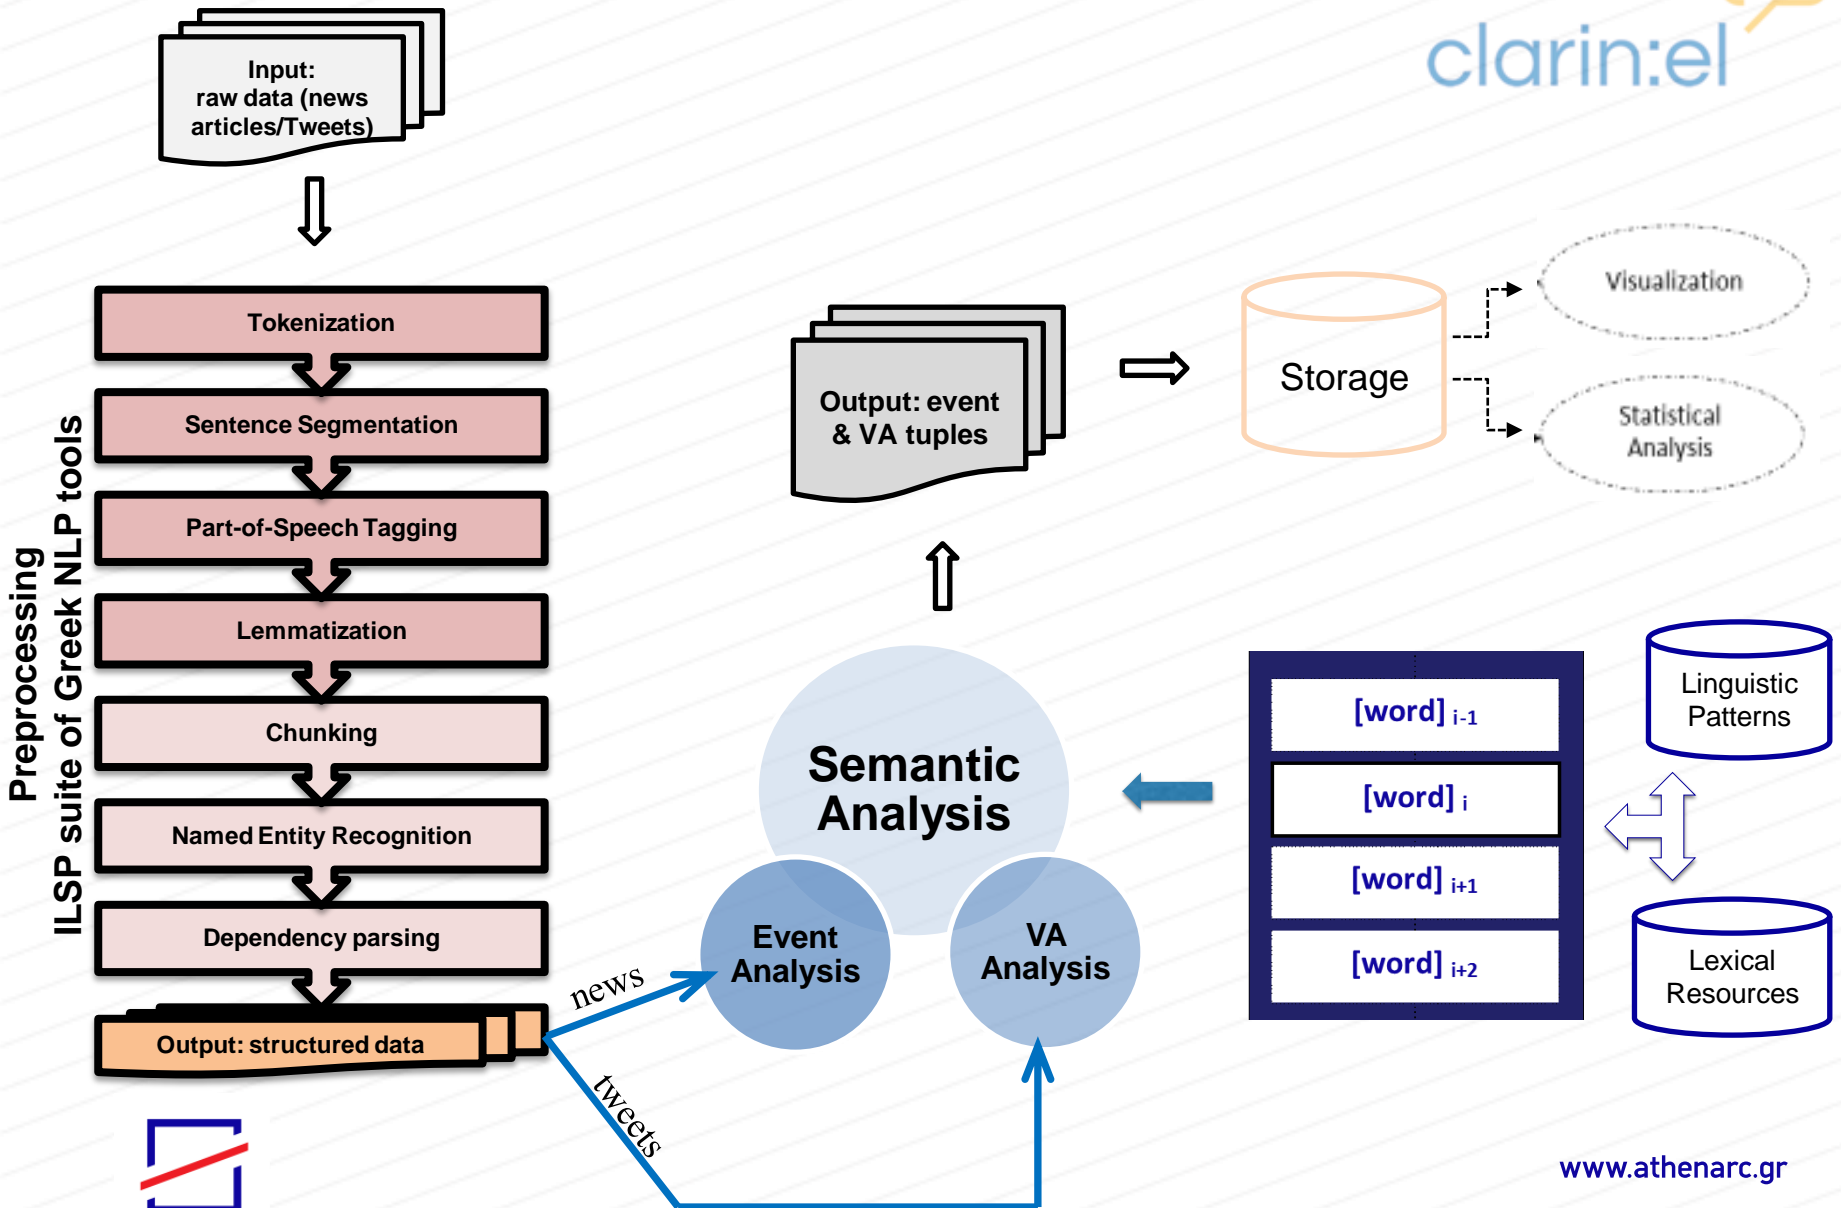 clarin:el
Input:
raw data (news
articles/Tweets)
Preprocessing
ILSP suite of Greek NLP tools
Tokenization
Sentence Segmentation
Part-of-Speech Tagging
Lemmatization
Chunking
Named Entity Recognition
Dependency parsing
Output: structured data
news
tweets
Semantic
Analysis
Event
Analysis
VA
Analysis
Output: event
& VA tuples
Storage
Visualization
Statistical
Analysis
[word] i-1
[word] i
[word] i+1
[word] i+2
Linguistic
Patterns
Lexical
Resources
www.athenarc.gr